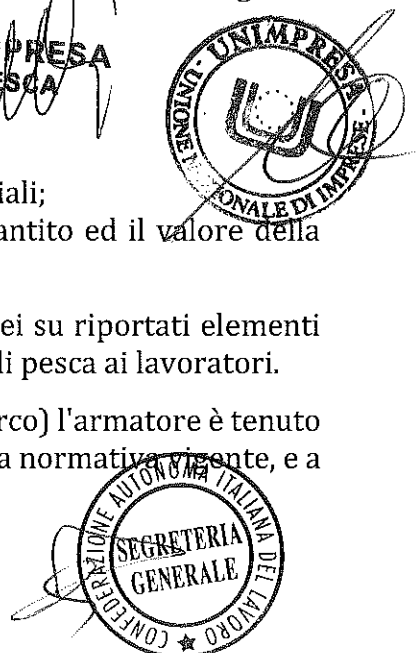 PRESA
PESCA
UNIMPRESA
UNIONE NAZIONALE DI IMPRESE
iali;
antito ed il valore della
ei su riportati elementi
li pesca ai lavoratori.
rco) l'armatore è tenuto
a normativa vigente, e a
CONFEDERAZIONE AUTONOMA ITALIANA DEL LAVORO
SEGRETERIA
GENERALE